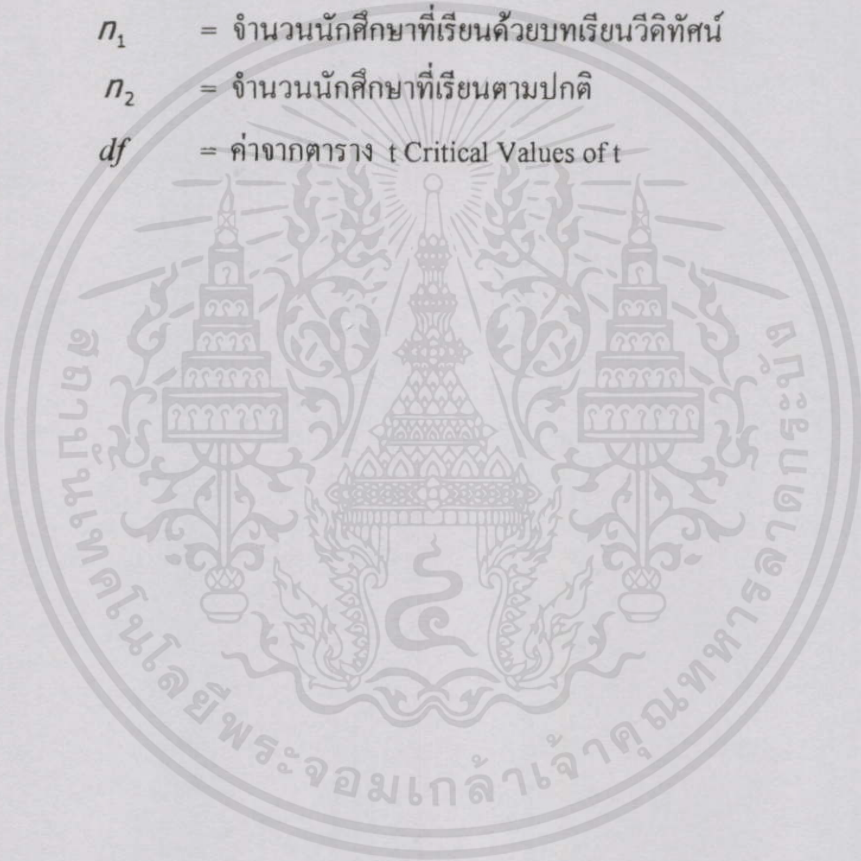 n₁ = จำนวนนักศึกษาที่เรียนด้วยบทเรียนวีดิทัศน์
n₂ = จำนวนนักศึกษาที่เรียนตามปกติ
df = ค่าจากตาราง t Critical Values of t
สถาบันเทคโนโลยีพระจอมเกล้าเจ้าคุณทหารลาดกระบัง